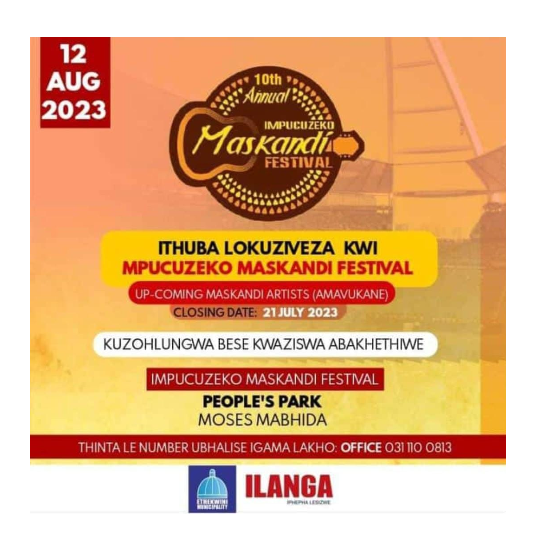 12
AUG
2023
10th
Annual
IMPUCUZEKO
Maskandi
FESTIVAL
ITHUBA LOKUZIVEZA KWI
MPUCUZEKO MASKANDI FESTIVAL
UP-COMING MASKANDI ARTISTS (AMAVUKANE)
CLOSING DATE: 21 JULY 2023
KUZOHLUNGWA BESE KWAZISWA ABAKHETHIWE
IMPUCUZEKO MASKANDI FESTIVAL
PEOPLE'S PARK
MOSES MABHIDA
THINTA LE NUMBER UBHALISE IGAMA LAKHO: OFFICE 031 110 0813
ETHEKWINI
MUNICIPALITY
ILANGA
IPHEPHA LESIZWE